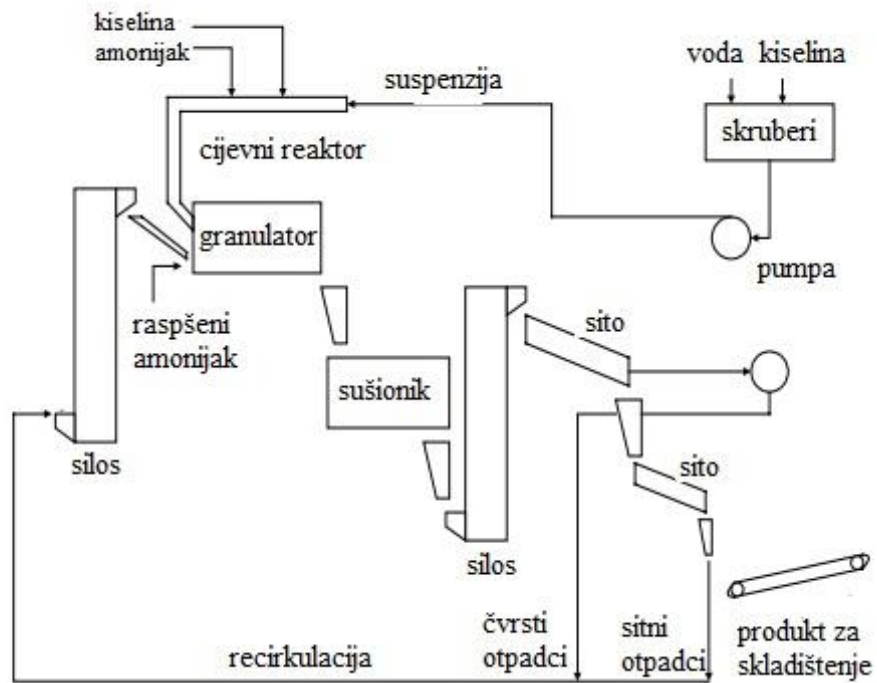 kiselina
amonijak
suspenzija
voda kiselina
skruberi
cijevni reaktor
granulator
pumpa
raspšeni
amonijak
sito
sušionik
silos
sito
silos
čvrsti
otpadci
sitni
otpadci
produkt za
skladištenje
recirkulacija